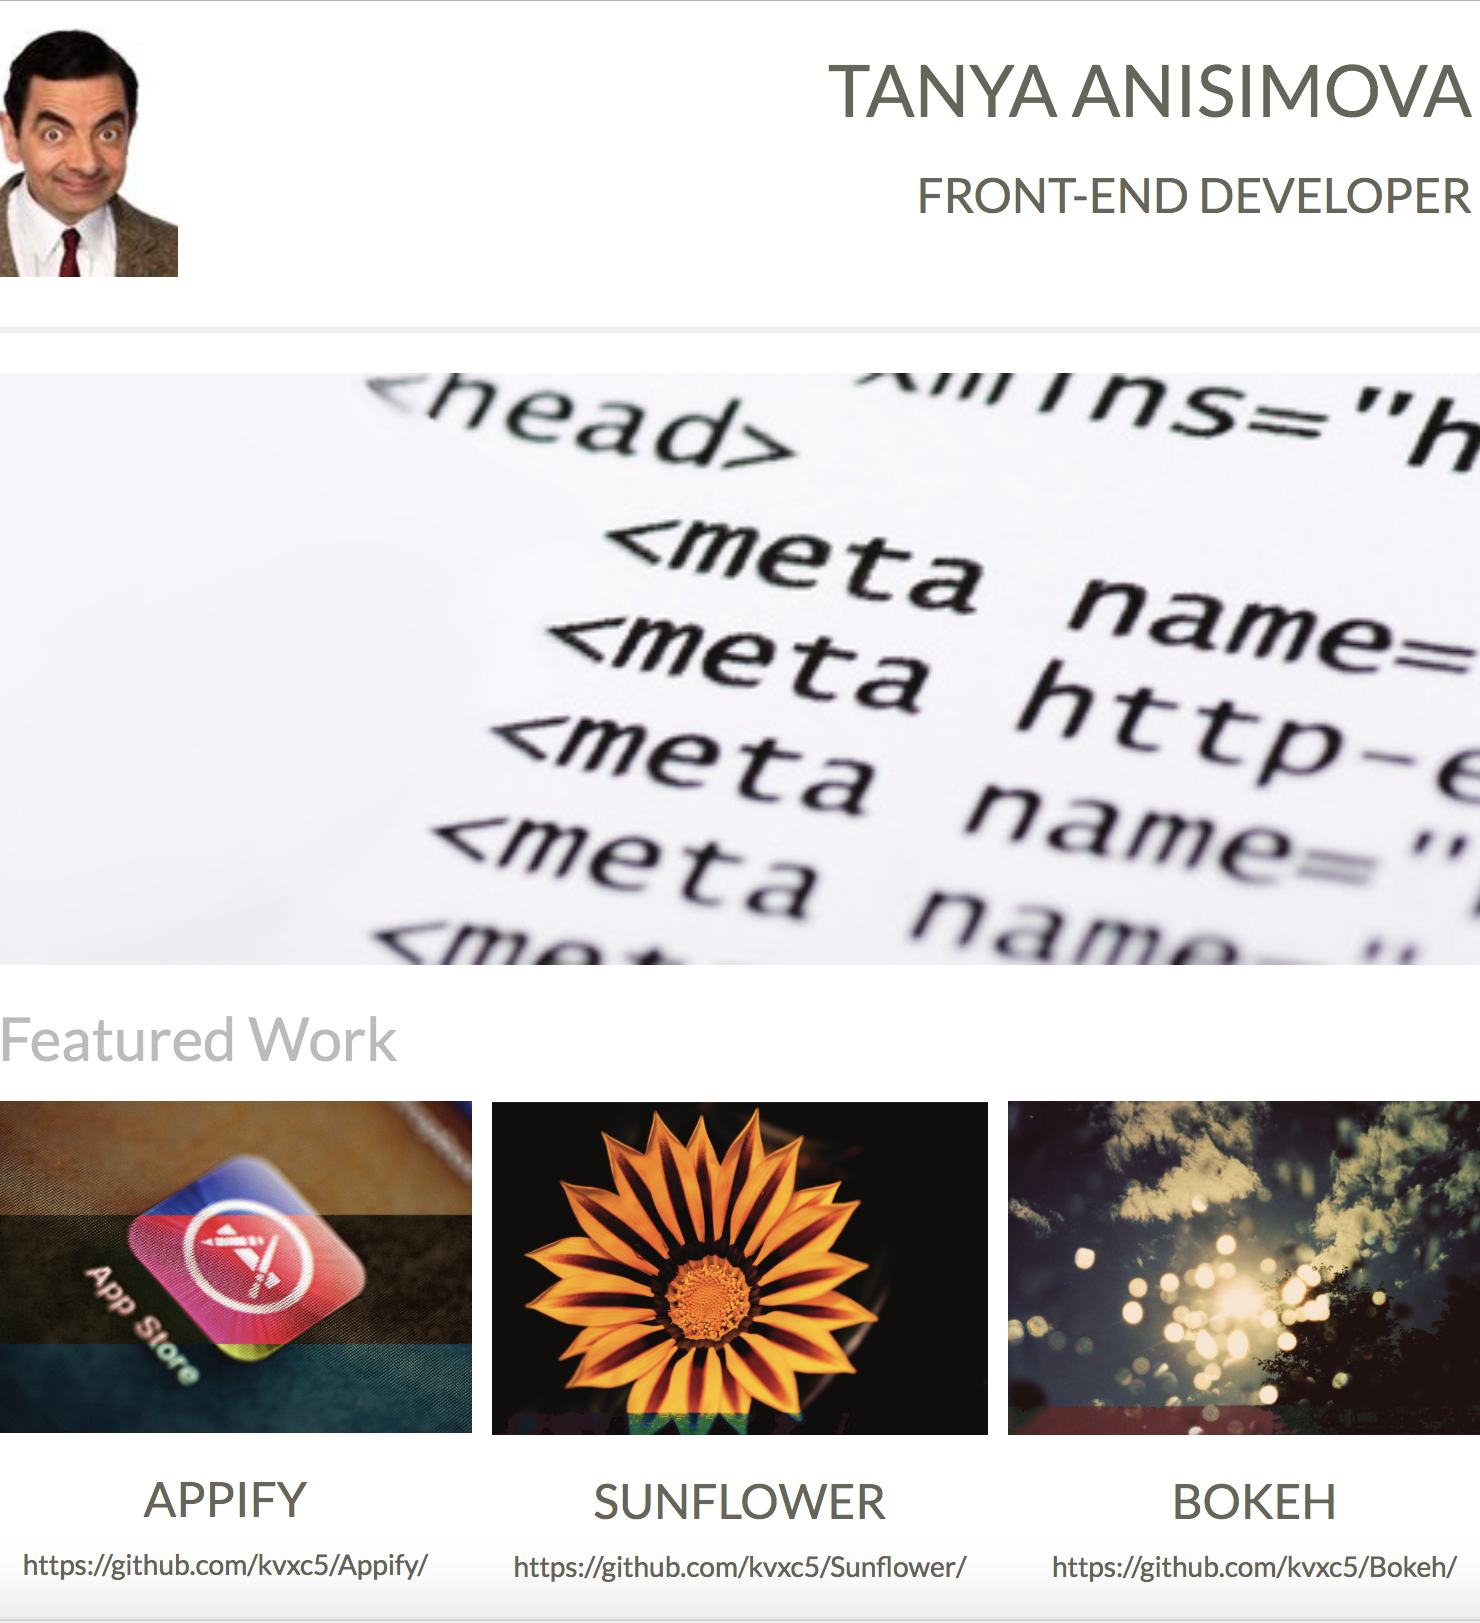 TANYA ANISIMOVA
FRONT-END DEVELOPER
<head>
="h
<meta name=
<meta http-e
<meta name="
<meta name="
Featured Work
App Store
APPIFY
SUNFLOWER
BOKEH
https://github.com/kvxc5/Appify/
https://github.com/kvxc5/Sunflower/
https://github.com/kvxc5/Bokeh/